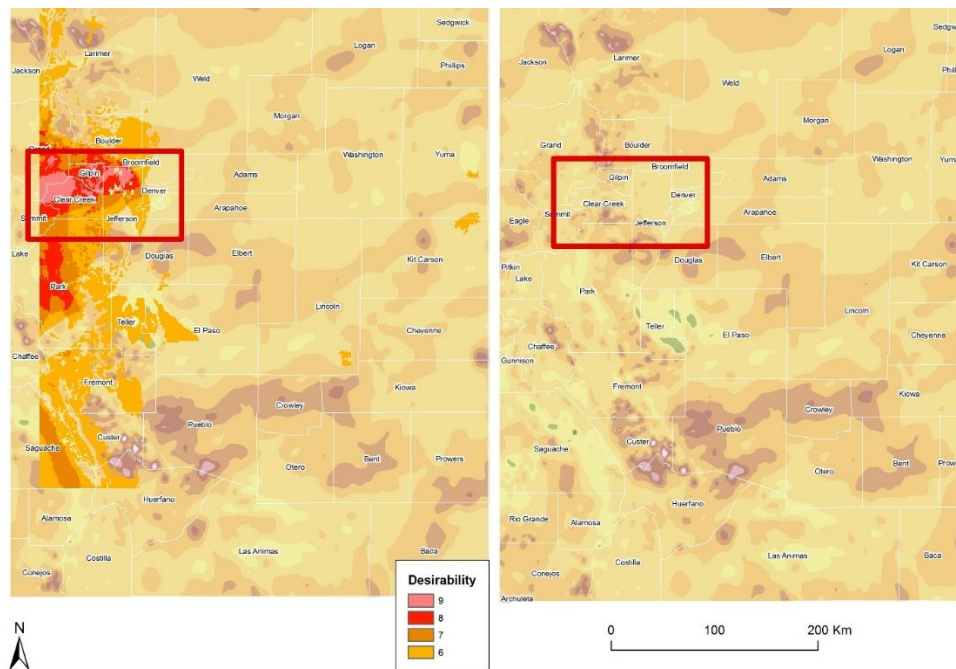 Sedgwick
Logan
Larimer
Phillips
Jackson
Weld
Morgan
Grand
Boulder
Washington
Yuma
Broomfield
Gilpin
Adams
Denver
Clear Creek
Arapahoe
Summit
Jefferson
Lake
Douglas
Elbert
Kit Carson
Park
Lincoln
Teller
El Paso
Cheyenne
Chaffee
Fremont
Kiowa
Crowley
Pueblo
Custer
Saguache
Otero
Bent
Prowers
Huerfano
Alamosa
Las Animas
Costilla
Baca
Conejos
Desirability
9
8
7
6
N
Sedgw
Logan
Larimer
Phillips
Jackson
Weld
Morgan
Grand
Boulder
Washington
Yuma
Broomfield
Gilpin
Adams
Denver
Clear Creek
Summit
Arapahoe
Eagle
Jefferson
Douglas
Elbert
Pitkin
Kit Carson
Lake
Park
Lincoln
Teller
El Paso
Cheyenne
Chaffee
Gunnison
Fremont
Kiowa
Crowley
Pueblo
Custer
Saguache
Otero
Bent
Prowe
Huerfano
Rio Grande
Alamosa
Las Animas
Baca
Costilla
Conejos
Archuleta
0 100 200 Km